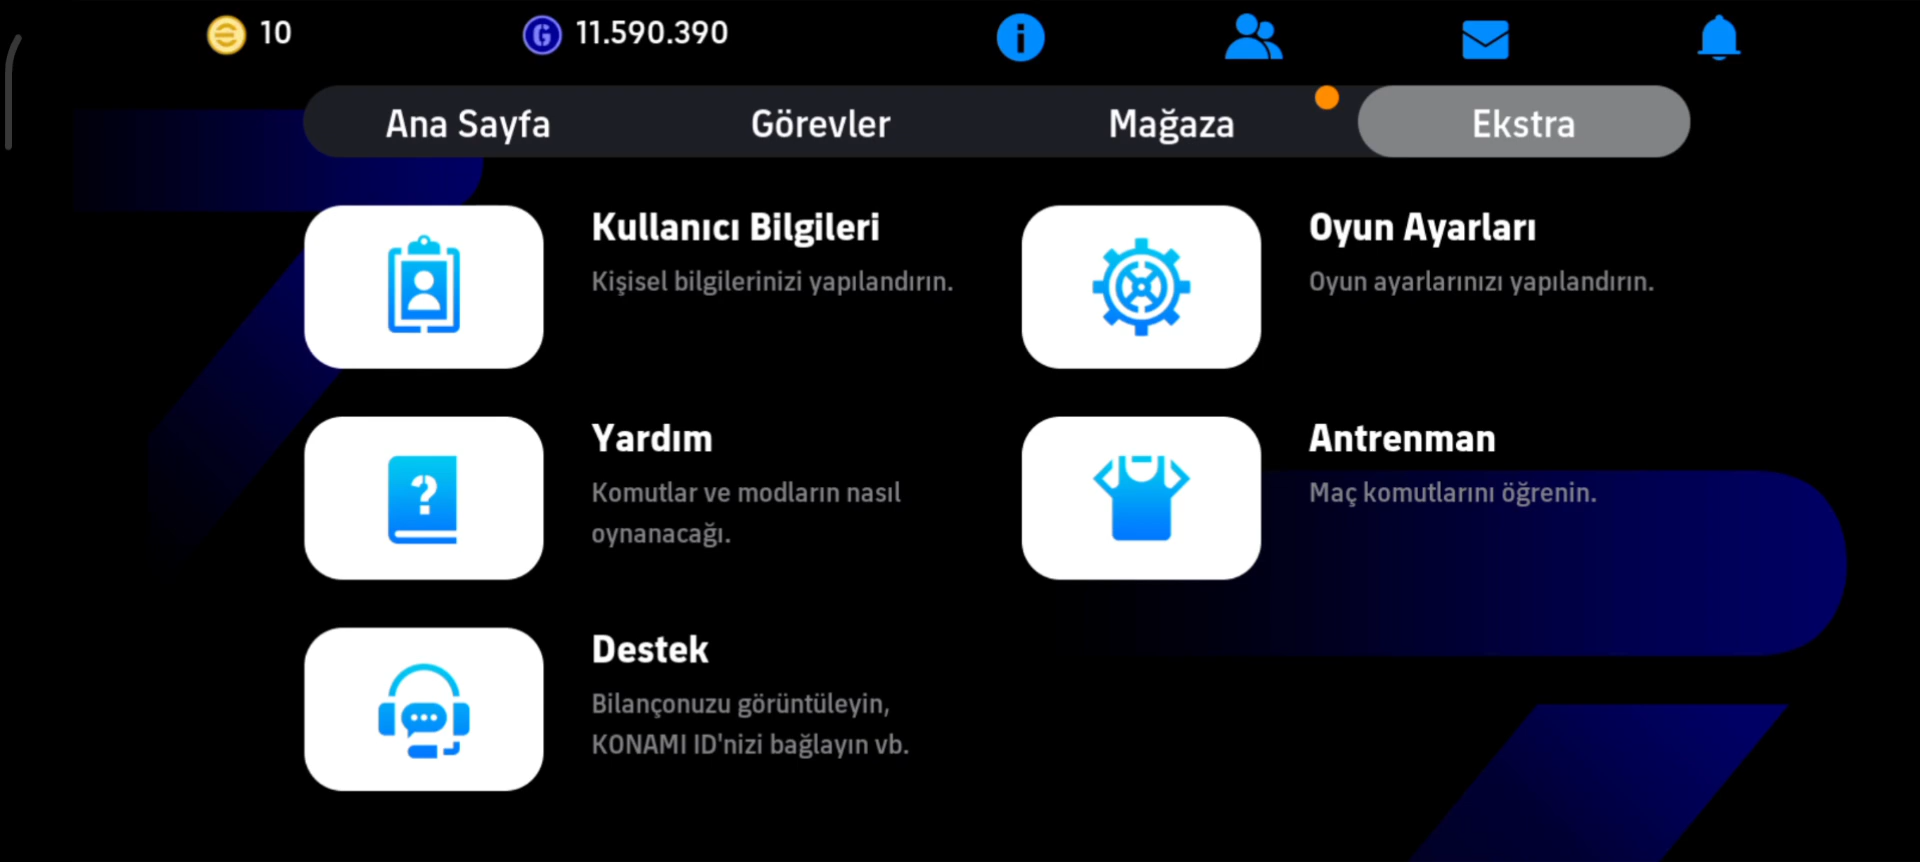 10
11.590.390
Ana Sayfa
Görevler
Mağaza
Ekstra
Kullanıcı Bilgileri
Kişisel bilgilerinizi yapılandırın.
Oyun Ayarları
Oyun ayarlarınızı yapılandırın.
Yardım
Komutlar ve modların nasıl
oynanacağı.
Antrenman
Maç komutlarını öğrenin.
Destek
Bilançonuzu görüntüleyin,
KONAMI ID'nizi bağlayın vb.